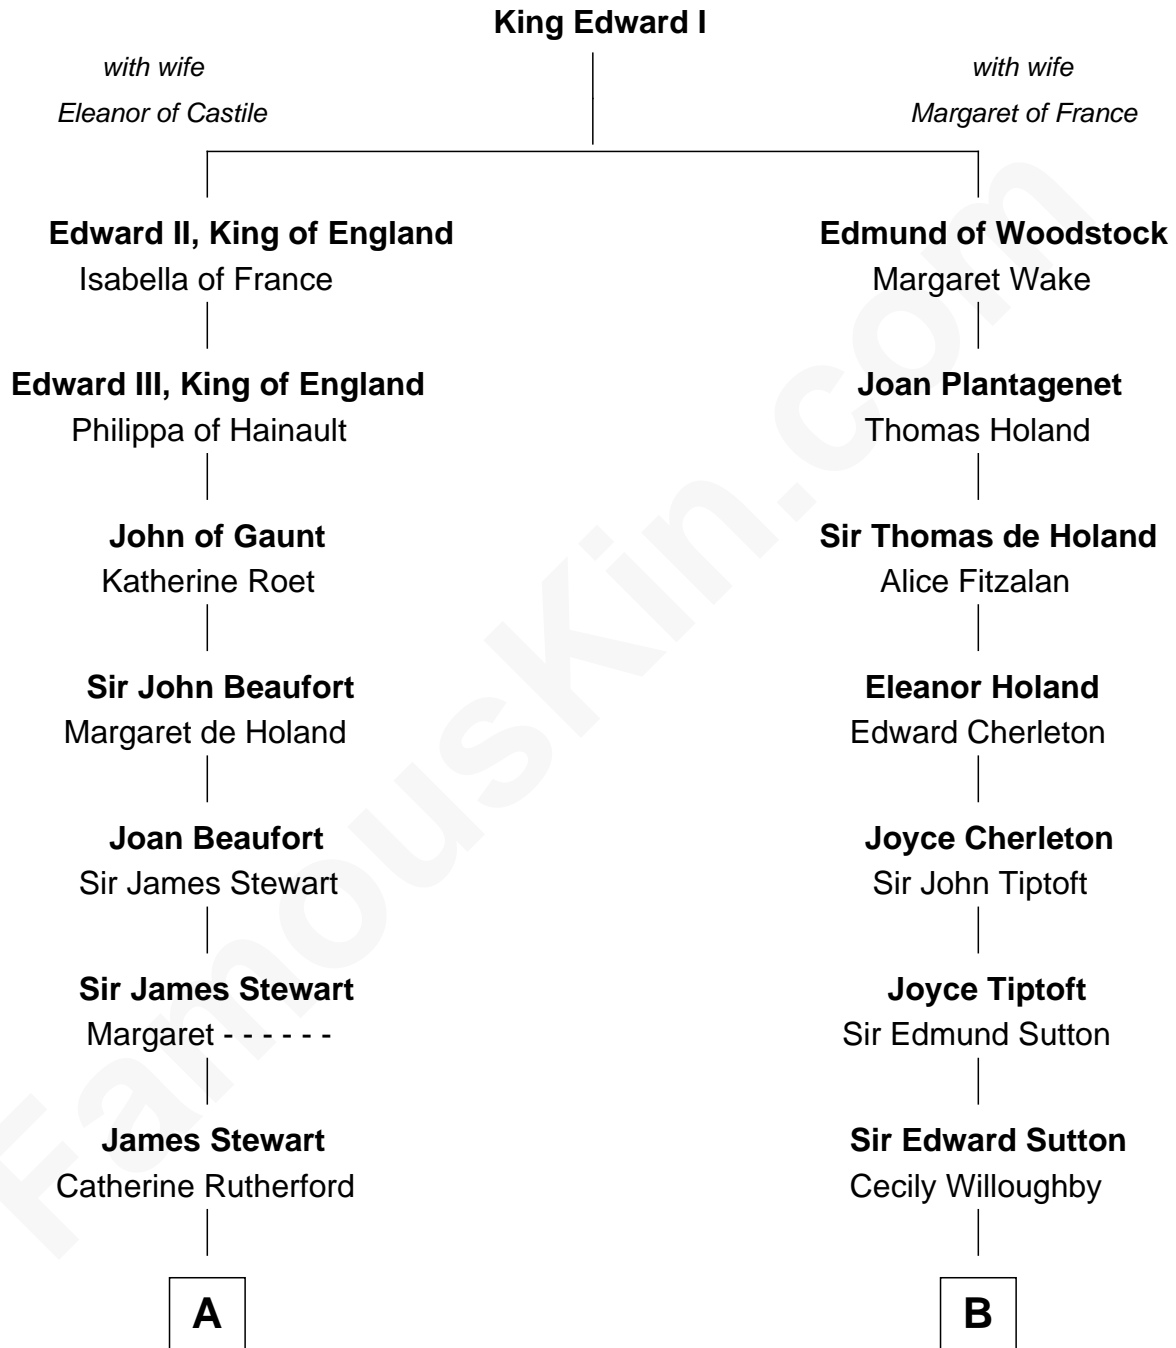 King Edward I
with wife
Eleanor of Castile
with wife
Margaret of France
Edward II, King of England
Isabella of France
Edmund of Woodstock
Margaret Wake
Edward III, King of England
Philippa of Hainault
Joan Plantagenet
Thomas Holand
John of Gaunt
Katherine Roet
Sir Thomas de Holand
Alice Fitzalan
Sir John Beaufort
Margaret de Holand
Eleanor Holand
Edward Cherleton
Joan Beaufort
Sir James Stewart
Joyce Cherleton
Sir John Tiptoft
Sir James Stewart
Margaret - - - - - -
Joyce Tiptoft
Sir Edmund Sutton
James Stewart
Catherine Rutherford
Sir Edward Sutton
Cecily Willoughby
A
B
FamousKin.com